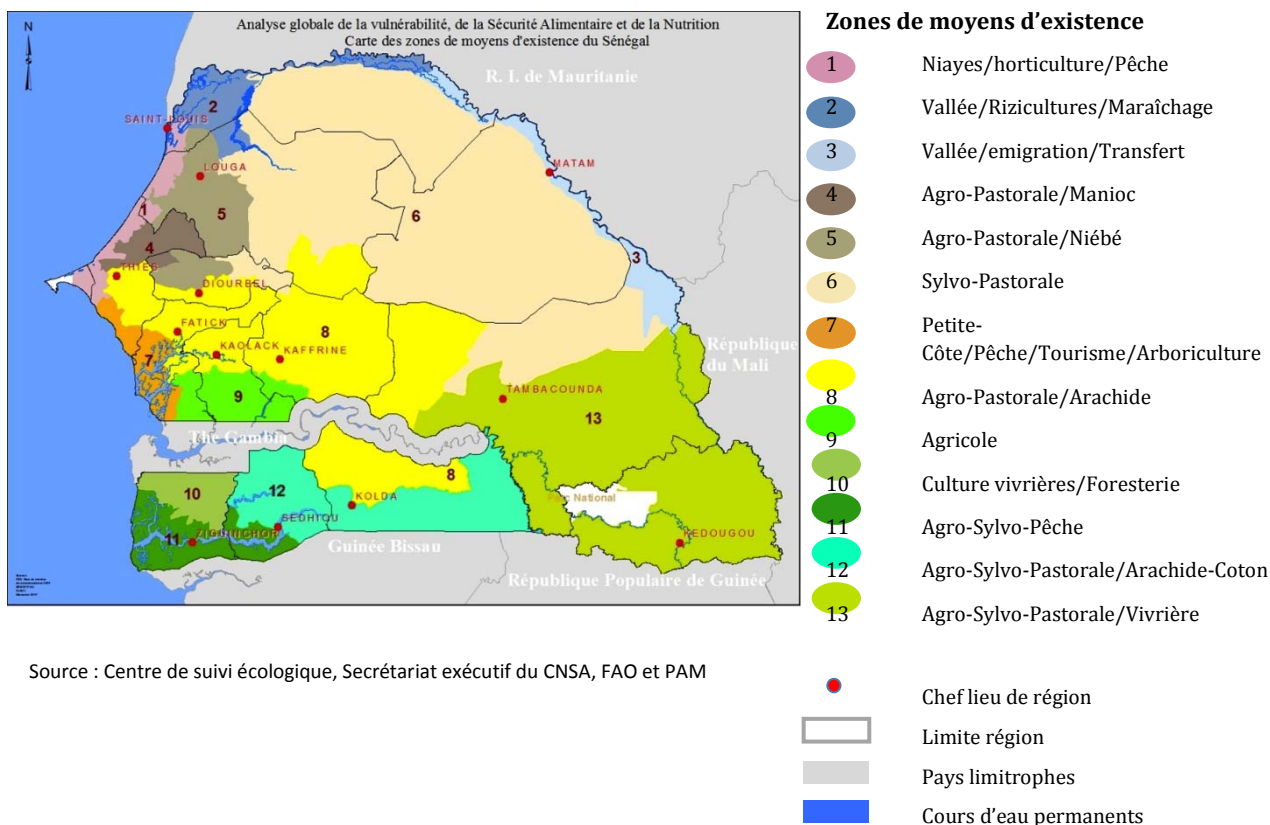 Analyse globale de la vulnérabilité, de la Sécurité Alimentaire et de la Nutrition
Carte des zones de moyens d'existence du Sénégal
N
R. I. de Mauritanie
2
SAINT-LOUIS
LOUGA
MATAM
1
5
6
4
3
THIES
DIOURBEL
FATICK
8
KAOLACK
KAFFRINE
7
République
du Mali
TAMBACOUNDA
9
13
The Gambia
8
10
12
KOLDA
Parc National
SEDHIOU
11
ZIGUINCHOR
KEDOUGOU
Guinée Bissau
République Populaire de Guinée
Zones de moyens d'existence
1 Niayes/horticulture/Pêche
2 Vallée/Rizicultures/Maraîchage
3 Vallée/emigration/Transfert
4 Agro-Pastorale/Manioc
5 Agro-Pastorale/Niébé
6 Sylvo-Pastorale
7 Petite-
Côte/Pêche/Tourisme/Arboriculture
8 Agro-Pastorale/Arachide
9 Agricole
10 Culture vivrières/Foresterie
11 Agro-Sylvo-Pêche
12 Agro-Sylvo-Pastorale/Arachide-Coton
13 Agro-Sylvo-Pastorale/Vivrière
Chef lieu de région
Limite région
Pays limitrophes
Cours d'eau permanents
Source : Centre de suivi écologique, Secrétariat exécutif du CNSA, FAO et PAM